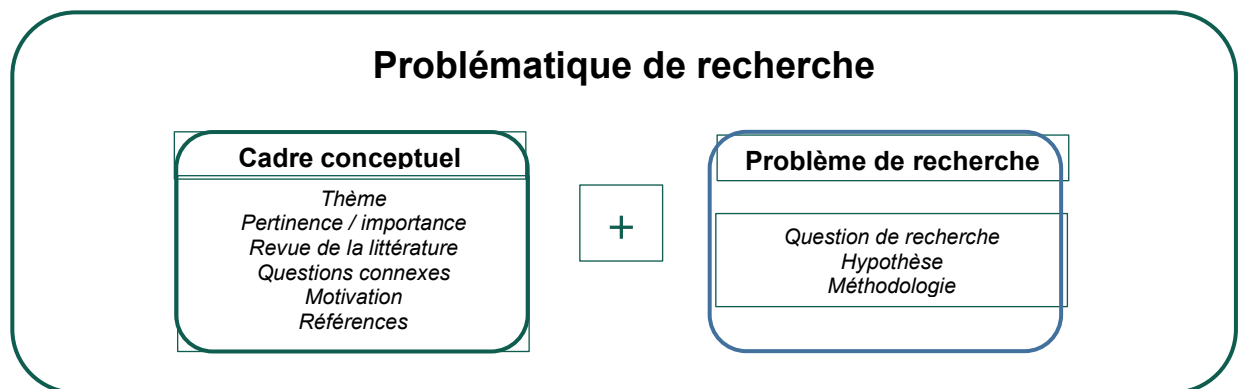 Problématique de recherche
Cadre conceptuel
Thème
Pertinence / importance
Revue de la littérature
Questions connexes
Motivation
Références
+
Problème de recherche
Question de recherche
Hypothèse
Méthodologie